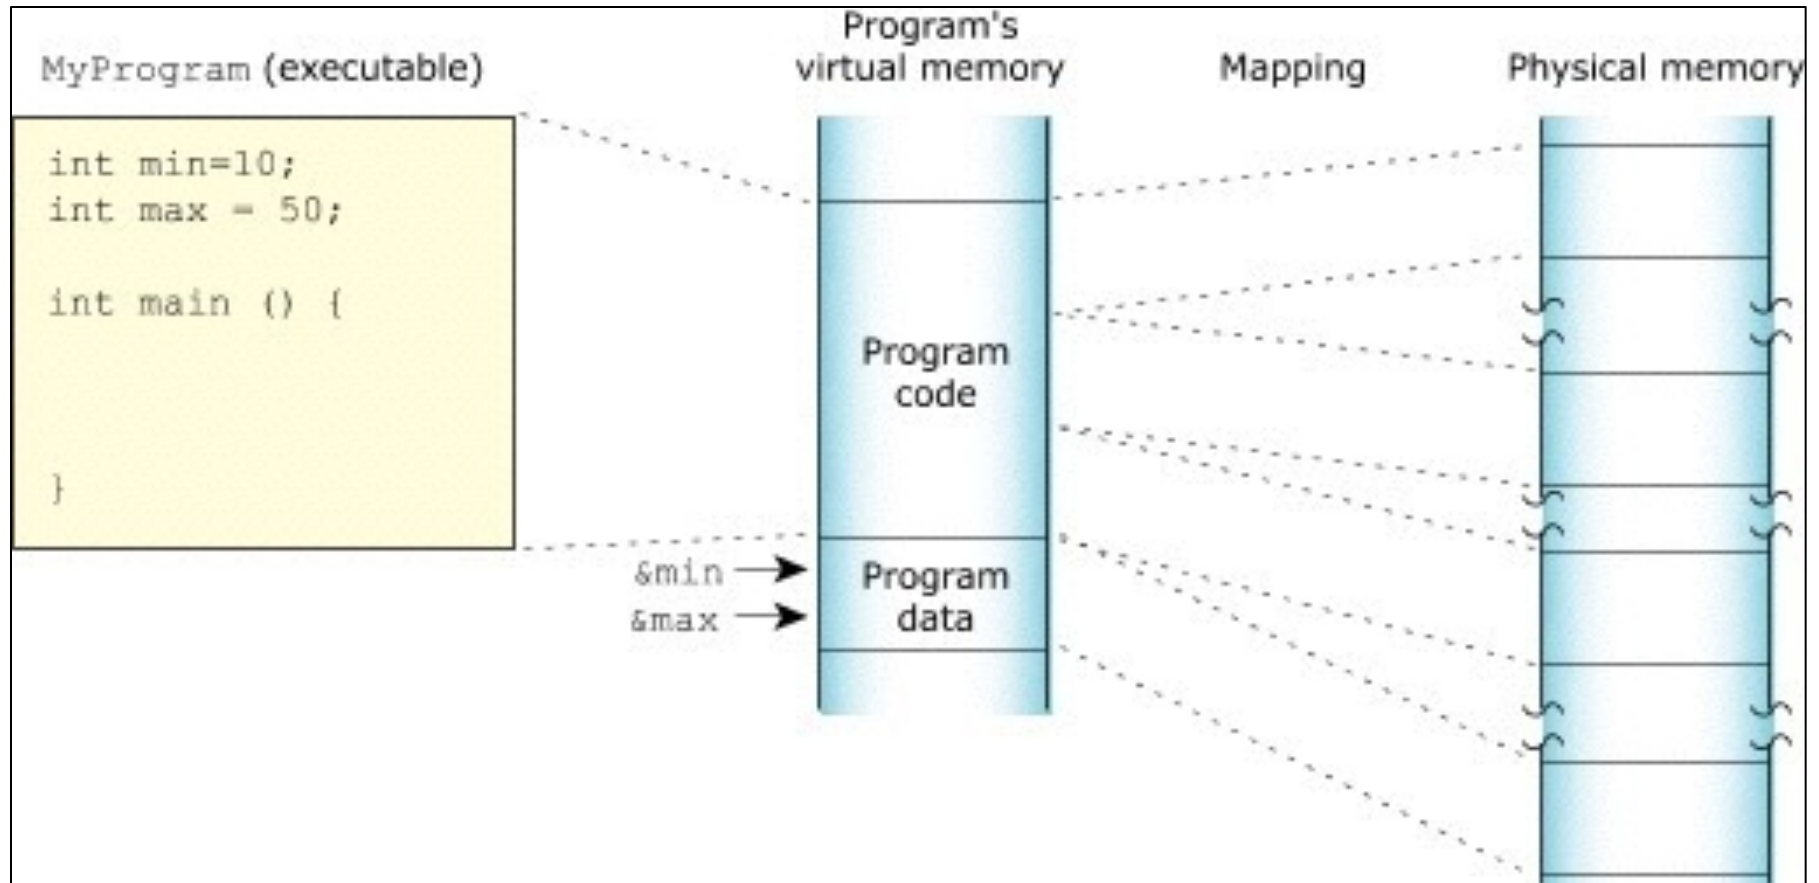 MyProgram (executable)
Program's
virtual memory
Mapping
Physical memory
int min=10;
int max = 50;
int main () {
}
Program
code
&min
&max
Program
data